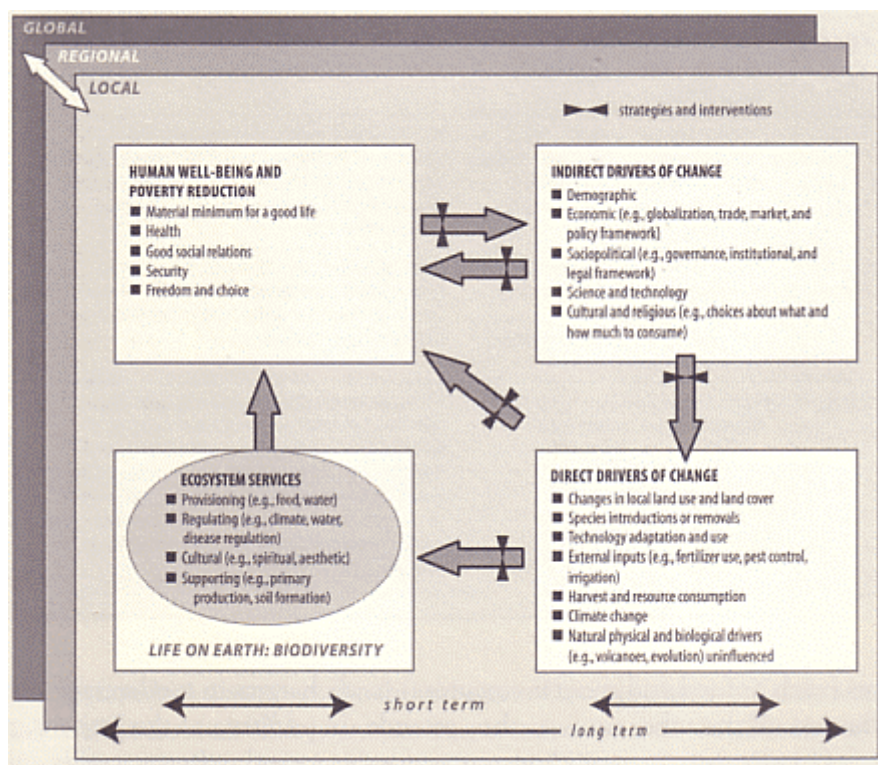 GLOBAL
REGIONAL
LOCAL
strategies and interventions
HUMAN WELL-BEING AND
POVERTY REDUCTION
Material minimum for a good life
Health
Good social relations
Security
Freedom and choice
INDIRECT DRIVERS OF CHANGE
Demographic
Economic (e.g., globalization, trade, market, and
policy framework)
Sociopolitical (e.g., governance, institutional, and
legal framework)
Science and technology
Cultural and religious (e.g., choices about what and
how much to consume)
ECOSYSTEM SERVICES
Provisioning (e.g., food, water)
Regulating (e.g., climate, water,
disease regulation)
Cultural (e.g., spiritual, aesthetic)
Supporting (e.g., primary
production, soil formation)
LIFE ON EARTH: BIODIVERSITY
DIRECT DRIVERS OF CHANGE
Changes in local land use and land cover
Species introductions or removals
Technology adaptation and use
External inputs (e.g., fertilizer use, pest control,
irrigation)
Harvest and resource consumption
Climate change
Natural physical and biological drivers
(e.g., volcanoes, evolution) uninfluenced
short term
long term